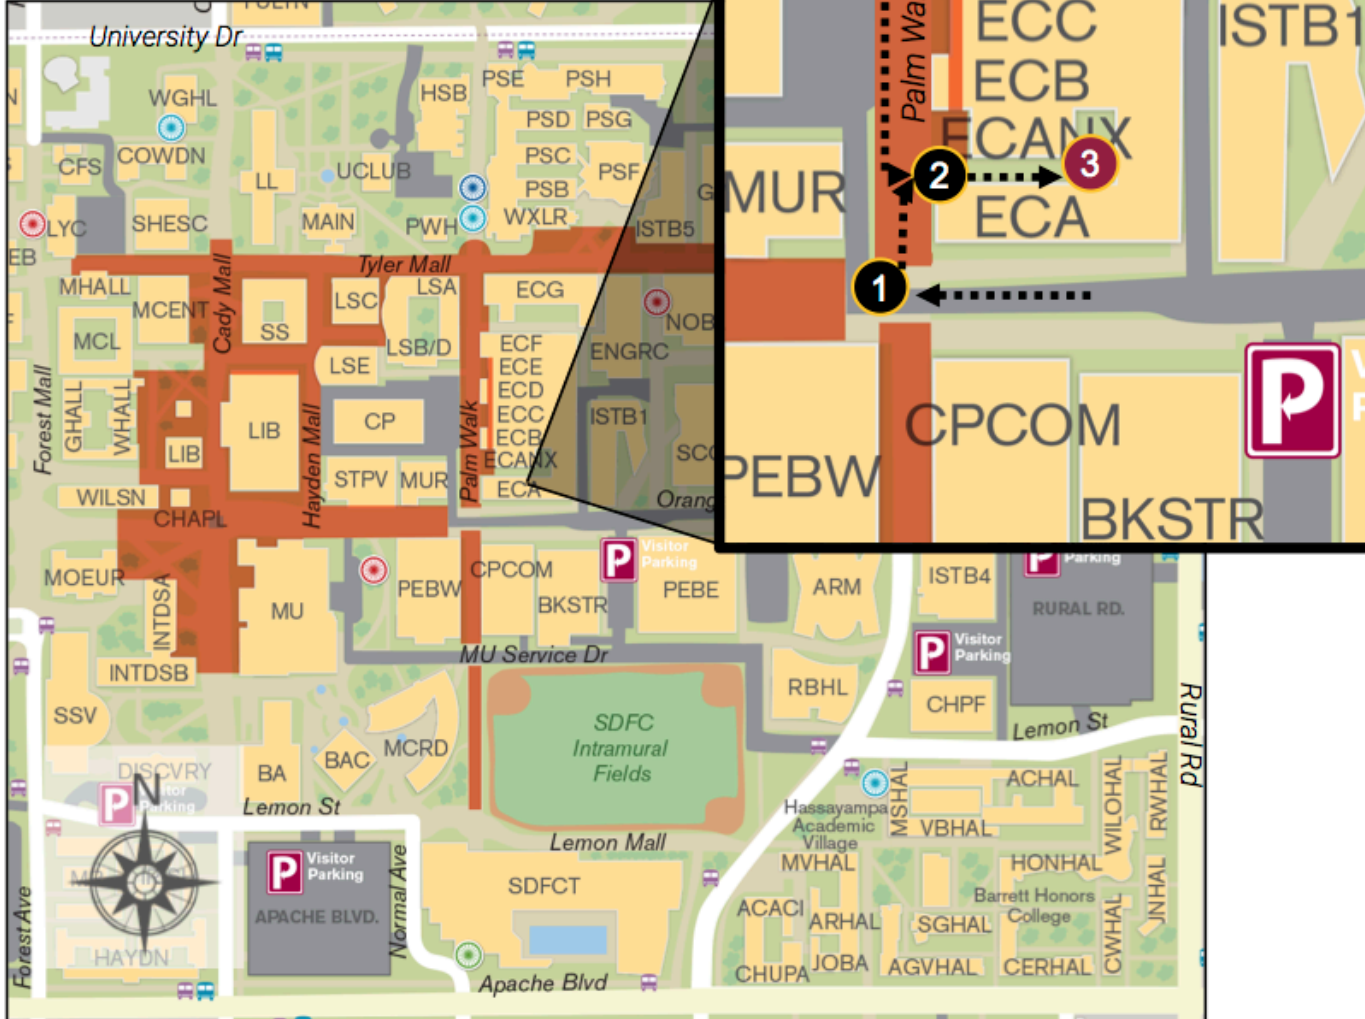 University Dr
PSE
PSH
WGHL
HSB
PSD
PSG
CFS
COWDN
LL
UCLUB
PSC
PSF
PSB
LYC
SHESC
MAIN
PWH
WXLR
ISTB5
EB
Tyler Mall
MHALL
MCENT
Cady Mall
SS
LSC
LSA
ECG
NOB
MCL
LSB/D
ECF
ENGRC
LSE
ECE
ECD
Forest Mall
GHALL
WHALL
LIB
Hayden Mall
CP
Palm Walk
ECC
ISTB1
ECB
LIB
ECANX
STPV
MUR
ECA
WILSN
Orang
CHAPL
Palm Wa
ECC
ISTB1
ECB
ECANX
3
2
MUR
ECA
1
P
CPCOM
PEBW
BKSTR
MOEUR
INTDSA
MU
PEBW
CPCOM
BKSTR
P
Visitor
Parking
PEBE
ARM
ISTB4
P
Parking
RURAL RD.
MU Service Dr
P
Visitor
Parking
INTDSB
SSV
RBHL
CHPF
Lemon St
Rural Rd
SDFC
Intramural
Fields
DISCVRY
N
P
Parking
BA
BAC
MCRD
Lemon St
Hassayampa
Academic
Village
MSHAL
ACHAL
VBHAL
WILOHAL
RWHAL
Lemon Mall
MVHAL
HONHAL
P
Visitor
Parking
APACHE BLVD.
Normal Ave
SDFCT
Barrett Honors
College
JNHAL
ACACI
ARHAL
SGHAL
CWHAL
Forest Ave
HAYDN
JOBA
AGVHAL
CERHAL
CHUPA
Apache Blvd